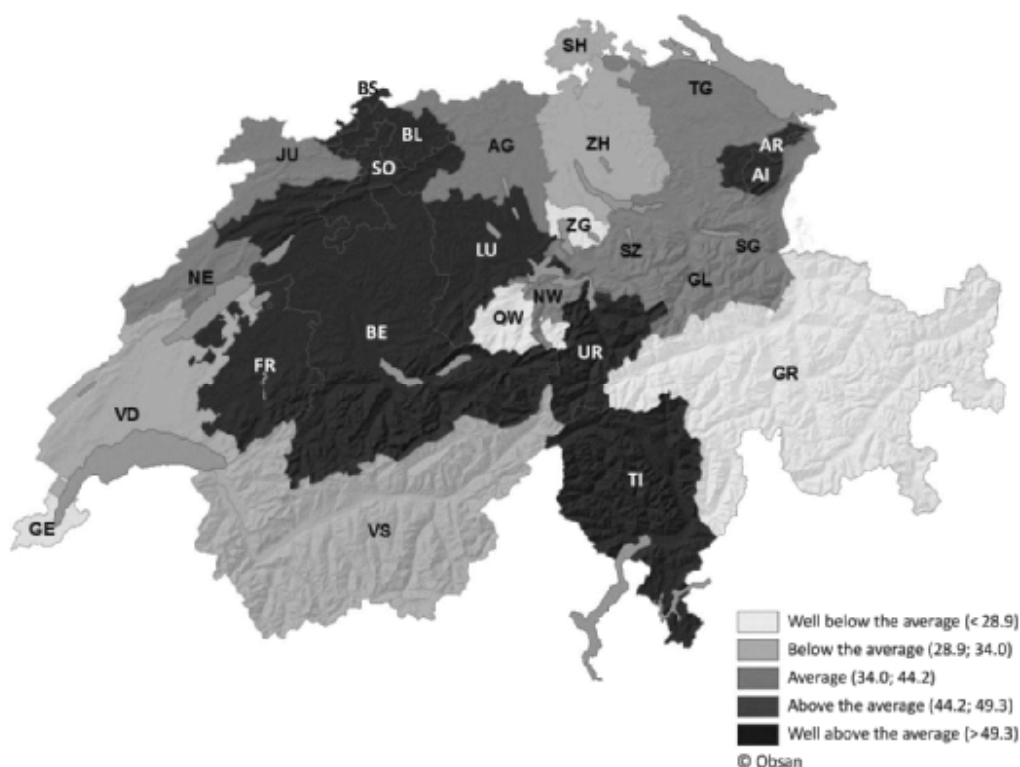 SH
BS
TG
BL
AR
JU
AG
ZH
SO
AI
ZG
LU
SZ
SG
NE
GL
NW
OW
BE
UR
FR
GR
VD
TI
GE
VS
Well below the average (< 28.9)
Below the average (28.9; 34.0)
Average (34.0; 44.2)
Above the average (44.2; 49.3)
Well above the average (> 49.3)
© Obsan